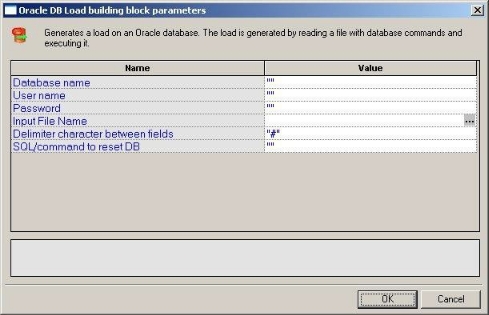 Oracle DB Load building block parameters
Generates a load on an Oracle database. The load is generated by reading a file with database commands and
executing it.
Name Value
Database name ""
User name ""
Password ""
Input File Name ...
Delimiter character between fields "#"
SQL/command to reset DB ""
OK Cancel